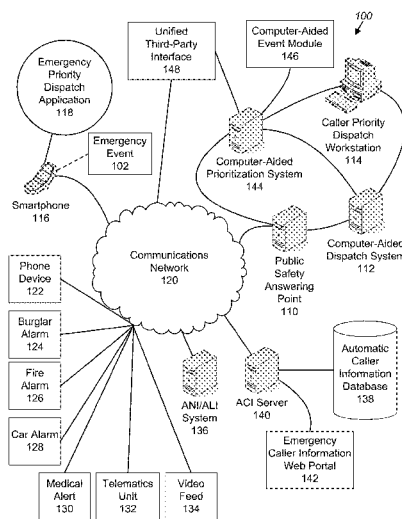 100
Unified
Third-Party
Interface
148
Computer-Aided
Event Module
146
Emergency
Priority
Dispatch
Application
118
Emergency
Event
102
Smartphone
116
Computer-Aided
Prioritization System
144
Caller Priority
Dispatch
Workstation
114
Communications
Network
120
Public
Safety
Answering
Point
110
Computer-Aided
Dispatch System
112
Phone
Device
122
Burglar
Alarm
124
Fire
Alarm
126
Car Alarm
128
Medical
Alert
130
Telematics
Unit
132
Video
Feed
134
ANI/ALI
System
136
ACI Server
140
Automatic
Caller
Information
Database
138
Emergency
Caller Information
Web Portal
142